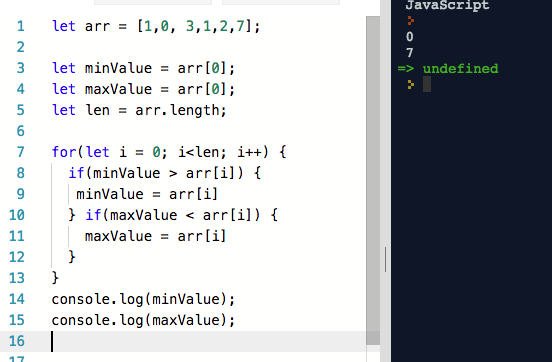 1 let arr = [1,0, 3,1,2,7];
2
3 let minValue = arr[0];
4 let maxValue = arr[0];
5 let len = arr.length;
6
7 for(let i = 0; i<len; i++) {
8 if(minValue > arr[i]) {
9 minValue = arr[i]
10 } if(maxValue < arr[i]) {
11 maxValue = arr[i]
12 }
13 }
14 console.log(minValue);
15 console.log(maxValue);
16
17
JavaScript
0
7
=> undefined